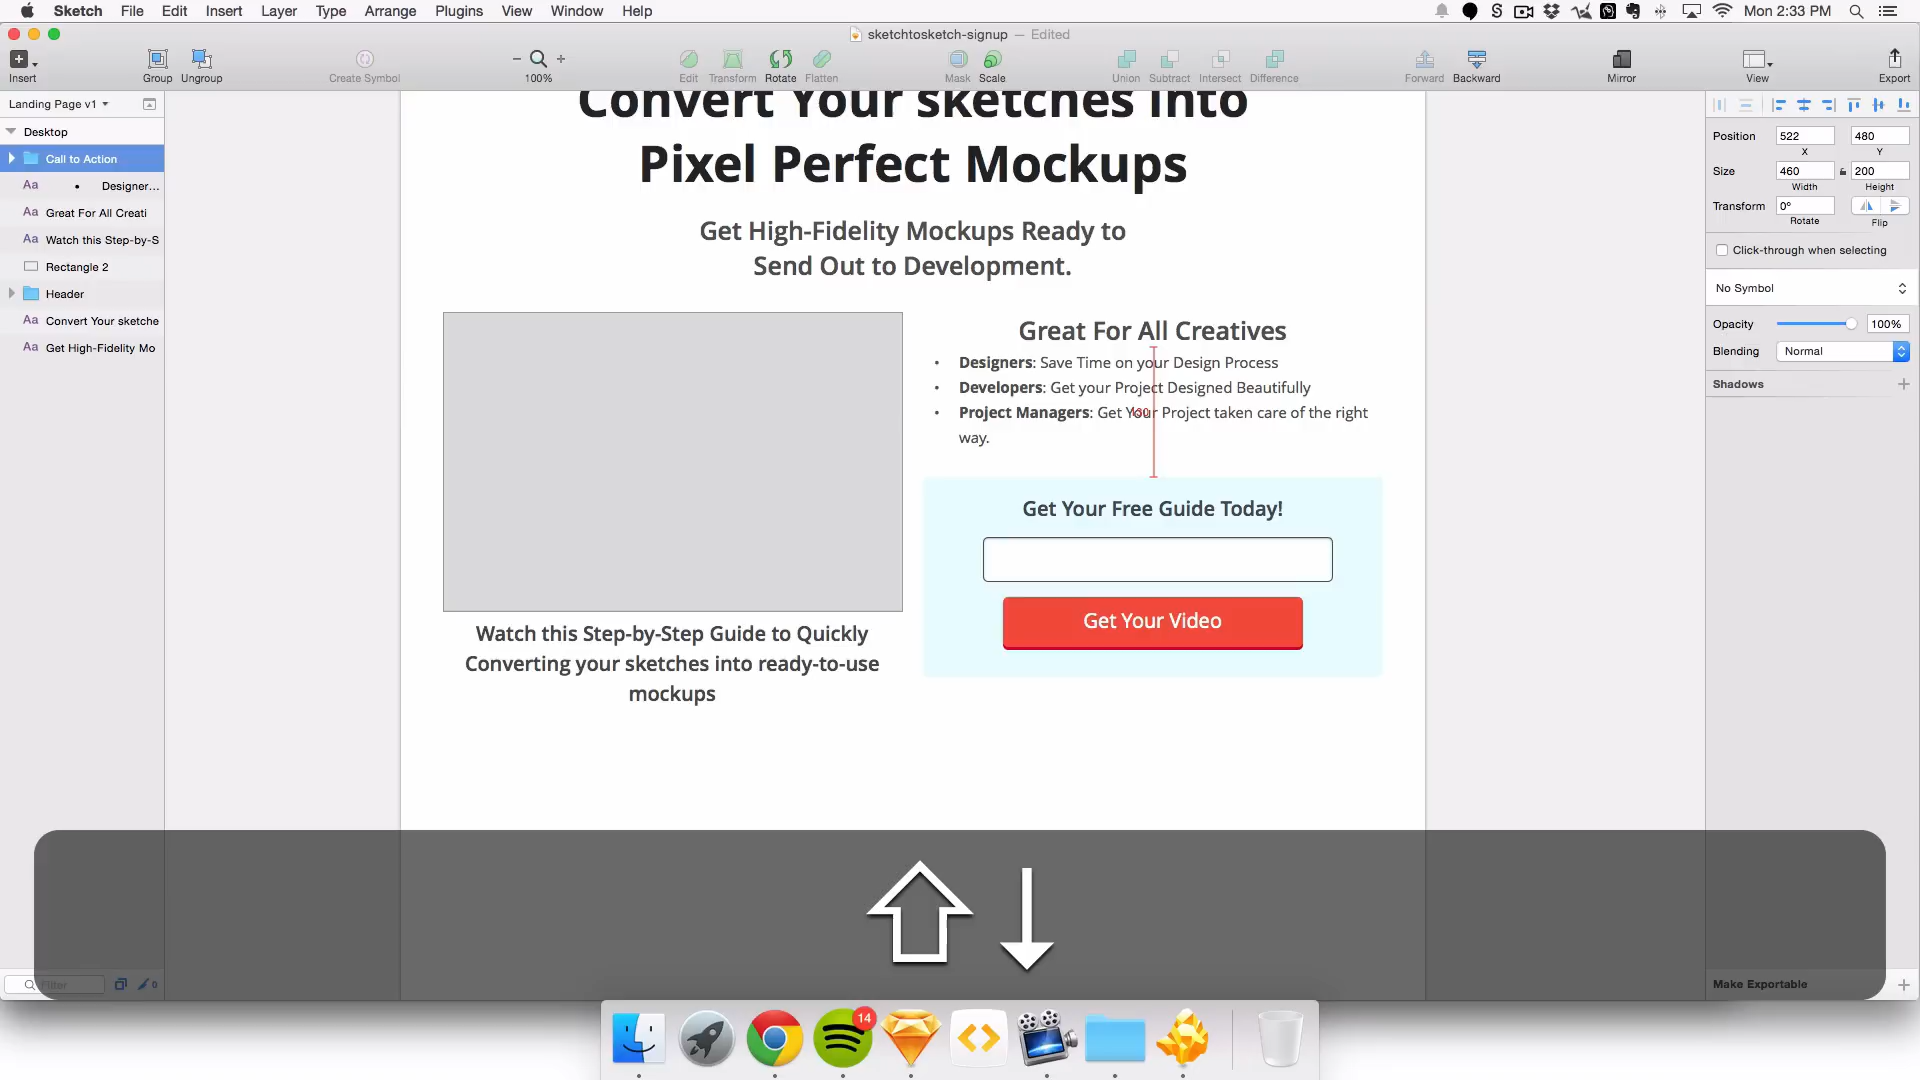 Sketch File Edit Insert Layer Type Arrange Plugins View Window Help
Mon 2:33 PM
sketchtosketch-signup — Edited
Insert
Group
Ungroup
Create Symbol
100%
Edit
Transform
Rotate
Flatten
Mask
Scale
Union
Subtract
Intersect
Difference
Forward
Backward
Mirror
View
Export
Landing Page v1
Desktop
Call to Action
Aa • Designer...
Aa Great For All Creati
Aa Watch this Step-by-S
Rectangle 2
Header
Aa Convert Your sketche
Aa Get High-Fidelity Mo
Filter
0
Convert Your sketches Into
Pixel Perfect Mockups
Get High-Fidelity Mockups Ready to
Send Out to Development.
Great For All Creatives
• Designers: Save Time on your Design Process
• Developers: Get your Project Designed Beautifully
• Project Managers: Get Your Project taken care of the right
way.
Get Your Free Guide Today!
Get Your Video
Watch this Step-by-Step Guide to Quickly
Converting your sketches into ready-to-use
mockups
Position 522 480
X Y
Size 460 200
Width Height
Transform 0°
Rotate Flip
Click-through when selecting
No Symbol
Opacity 100%
Blending Normal
Shadows
Make Exportable
14